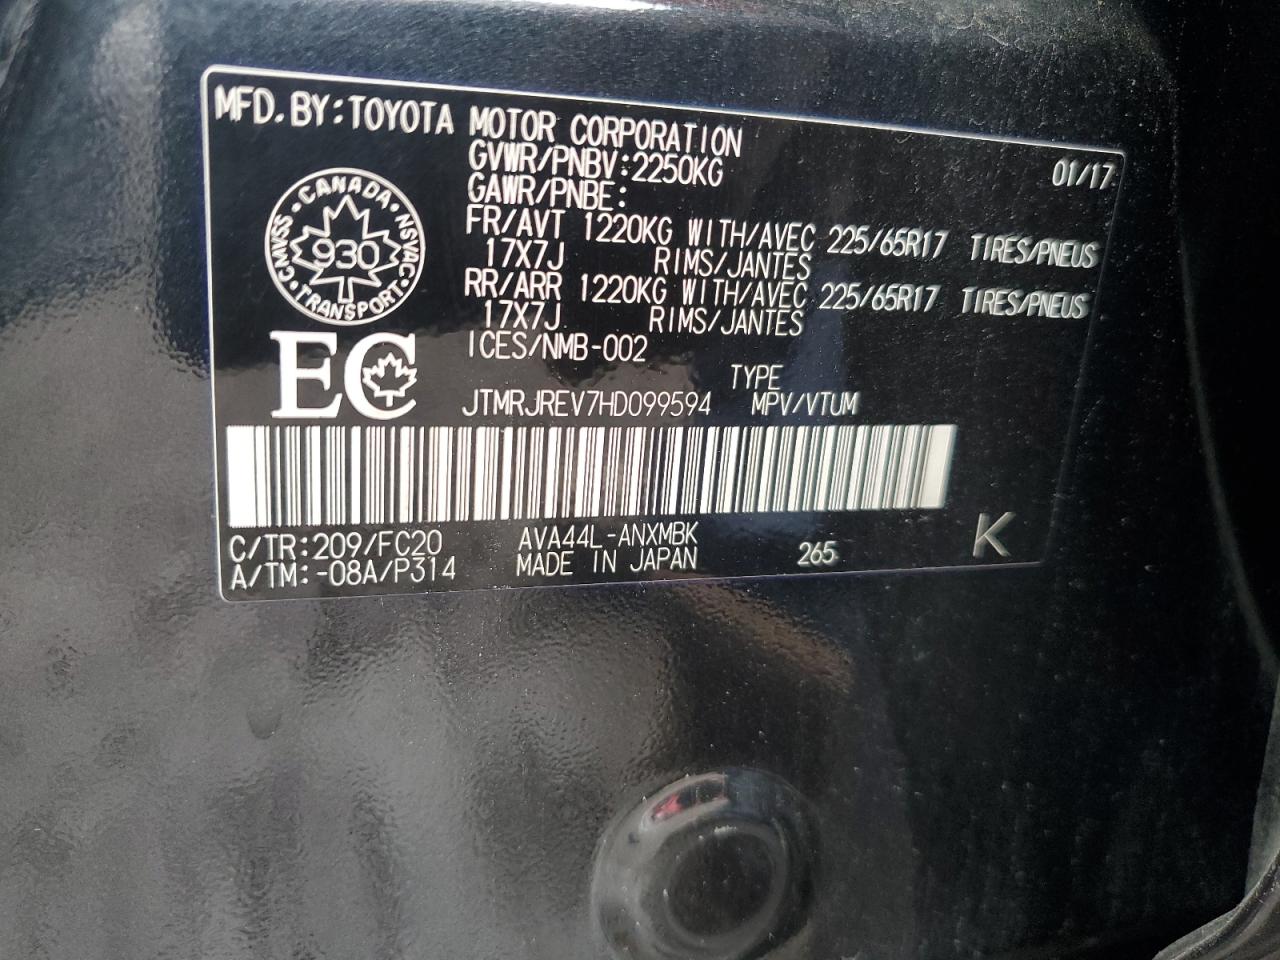 MFD. BY: TOYOTA MOTOR CORPORATION 01/17
GVWR/PNBV: 2250KG
GAWR/PNBE:
FR/AVT 1220KG WITH/AVEC 225/65R17 TIRES/PNEUS
17X7J RIMS/JANTES
RR/ARR 1220KG WITH/AVEC 225/65R17 TIRES/PNEUS
17X7J RIMS/JANTES
ICES/NMB-002
CANADA
CMVSS NSVAC
930
TRANSPORT
EC
TYPE
JTMRJREV7HD099594 MPV/VTUM
C/TR: 209/FC20 AVA44L-ANXMBK
A/TM: -08A/P314 MADE IN JAPAN 265 K